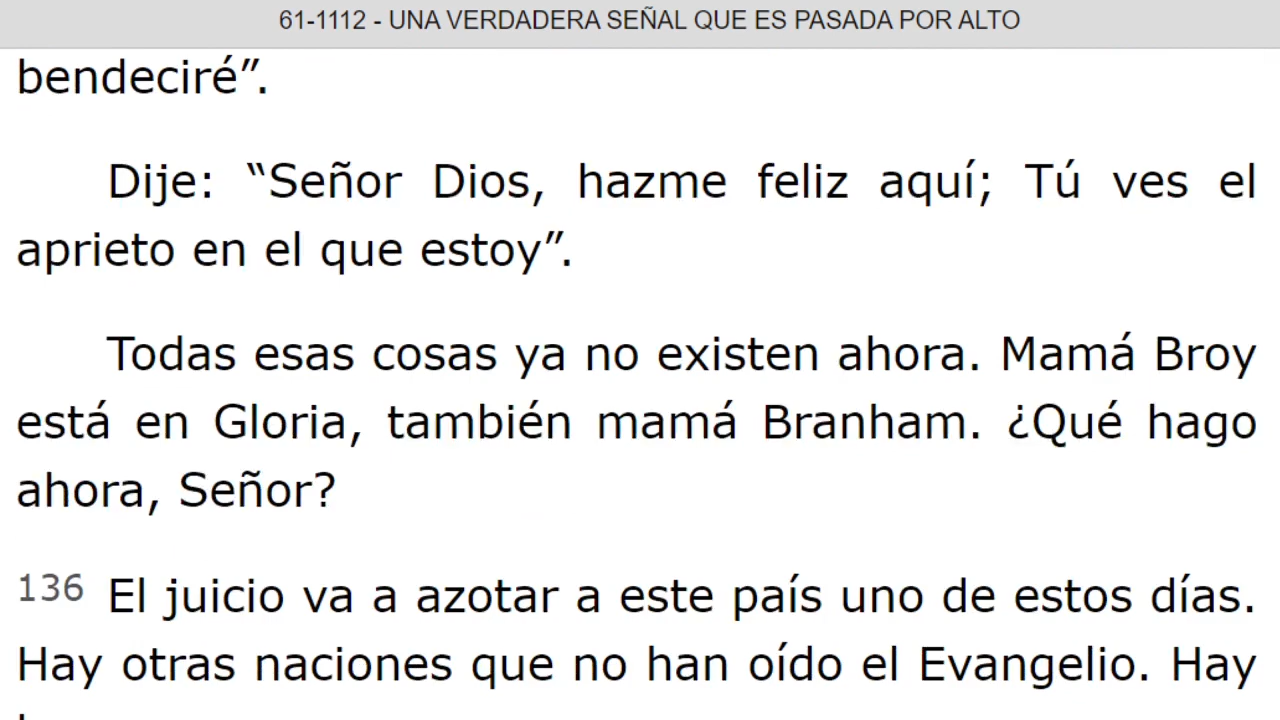 61-1112 - UNA VERDADERA SEÑAL QUE ES PASADA POR ALTO
bendeciré”.
Dije: “Señor Dios, hazme feliz aquí; Tú ves el
aprieto en el que estoy”.
Todas esas cosas ya no existen ahora. Mamá Broy
está en Gloria, también mamá Branham. ¿Qué hago
ahora, Señor?
136 El juicio va a azotar a este país uno de estos días.
Hay otras naciones que no han oído el Evangelio. Hay